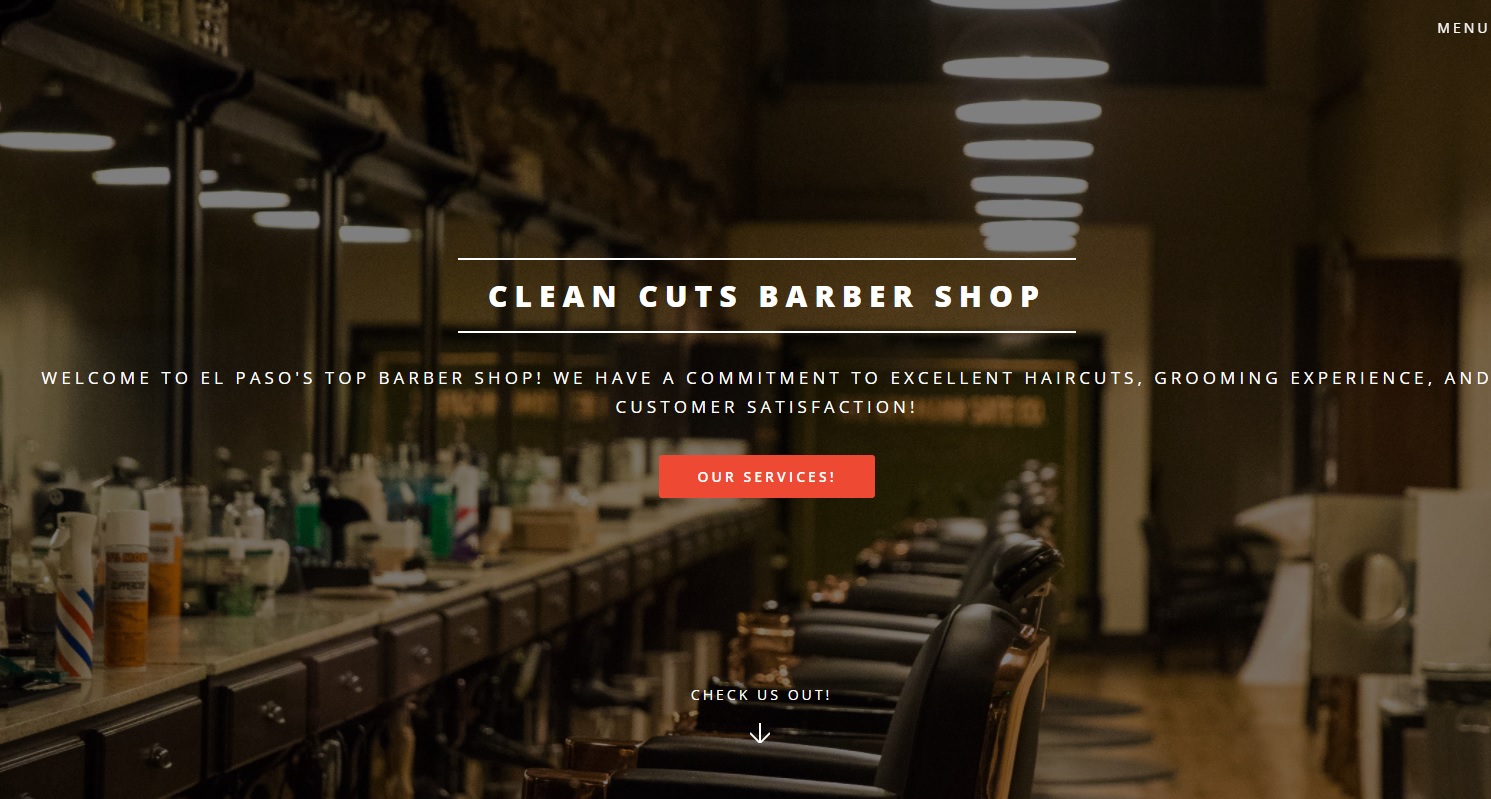 MENU
CLEAN CUTS BARBER SHOP
WELCOME TO EL PASO'S TOP BARBER SHOP! WE HAVE A COMMITMENT TO EXCELLENT HAIRCUTS, GROOMING EXPERIENCE, AND
CUSTOMER SATISFACTION!
OUR SERVICES!
CHECK US OUT!